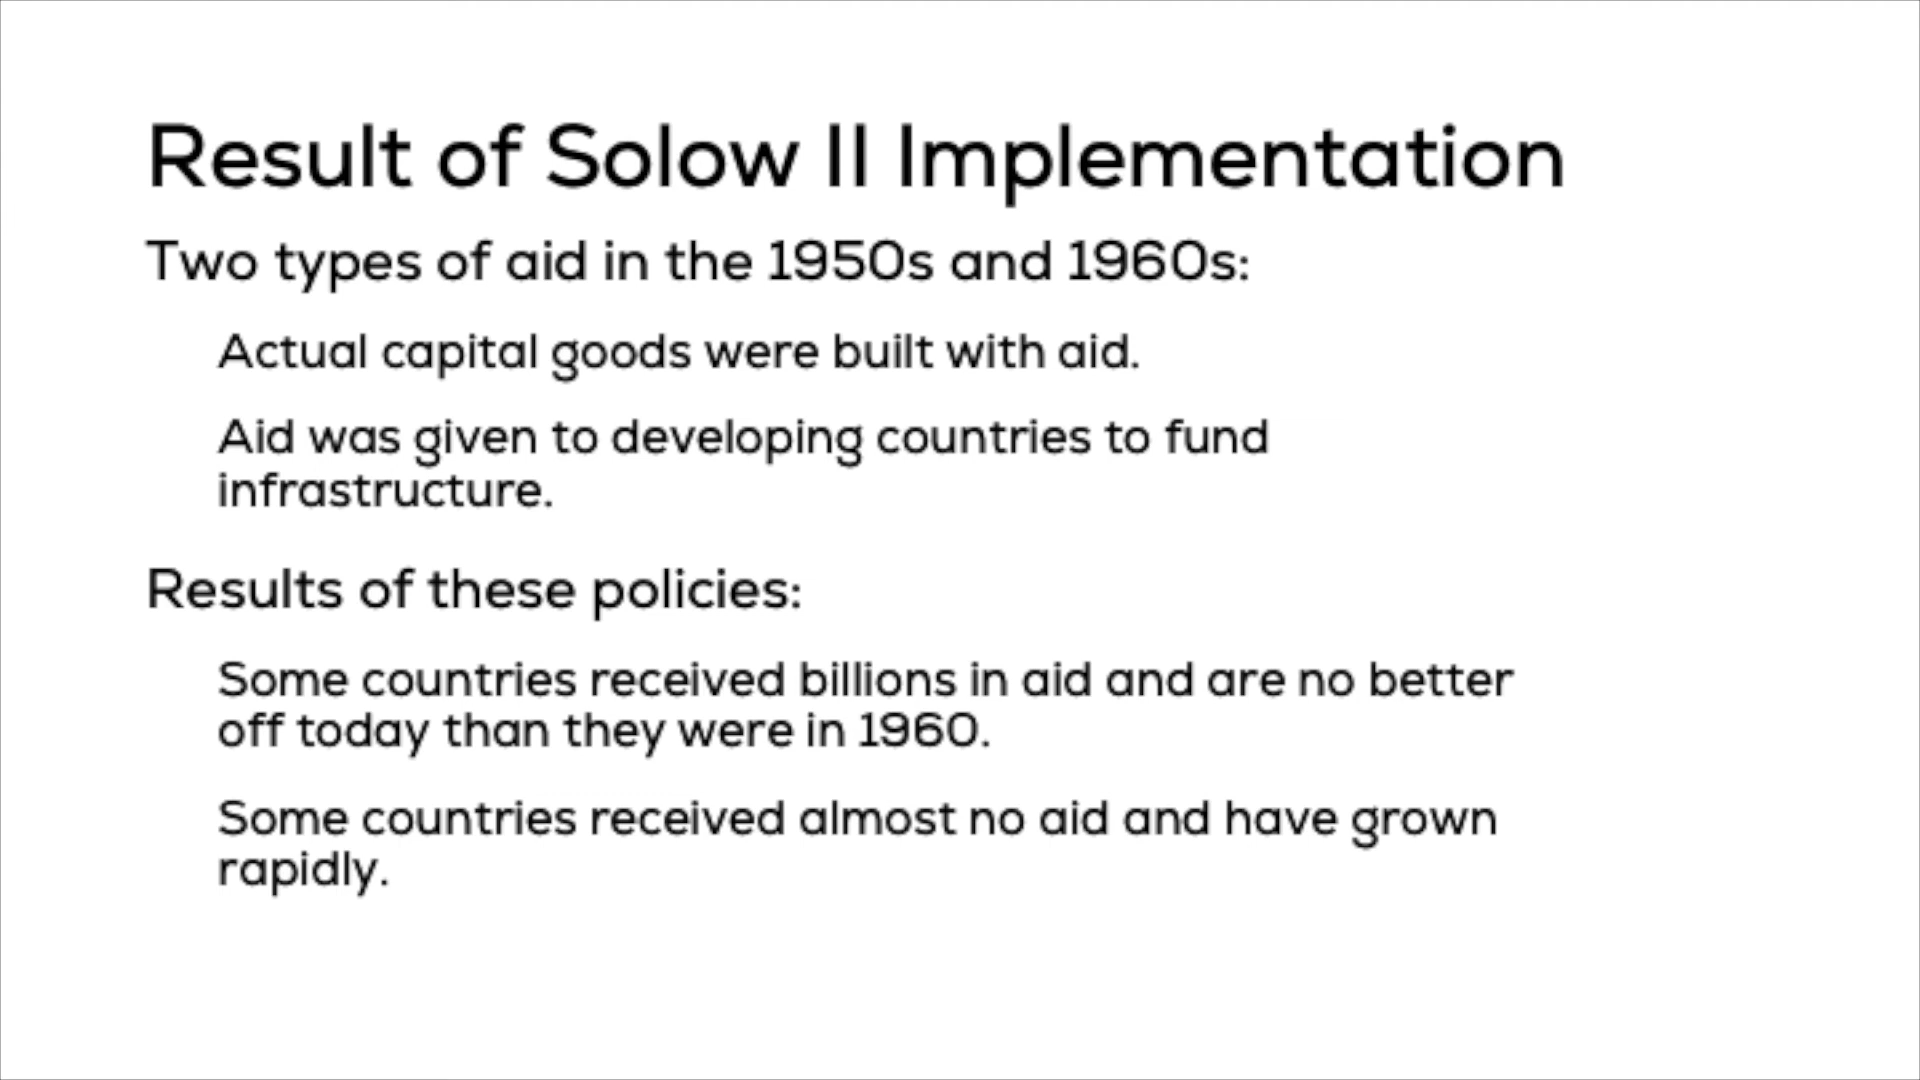 Result of Solow II Implementation
Two types of aid in the 1950s and 1960s:
Actual capital goods were built with aid.
Aid was given to developing countries to fund
infrastructure.
Results of these policies:
Some countries received billions in aid and are no better
off today than they were in 1960.
Some countries received almost no aid and have grown
rapidly.